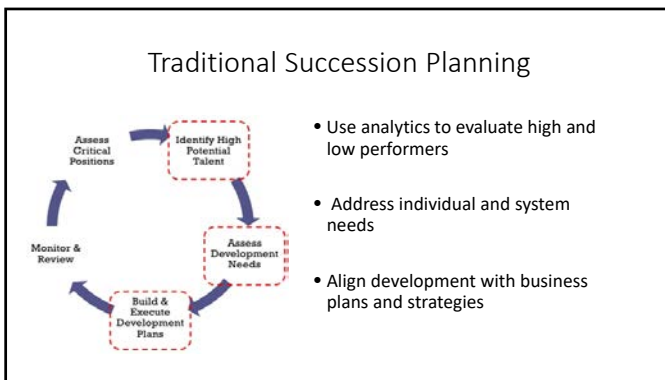 Traditional Succession Planning
Assess
Critical
Positions
Identify High
Potential
Talent
Assess
Development
Needs
Build &
Execute
Development
Plans
Monitor &
Review
• Use analytics to evaluate high and
low performers
• Address individual and system
needs
• Align development with business
plans and strategies